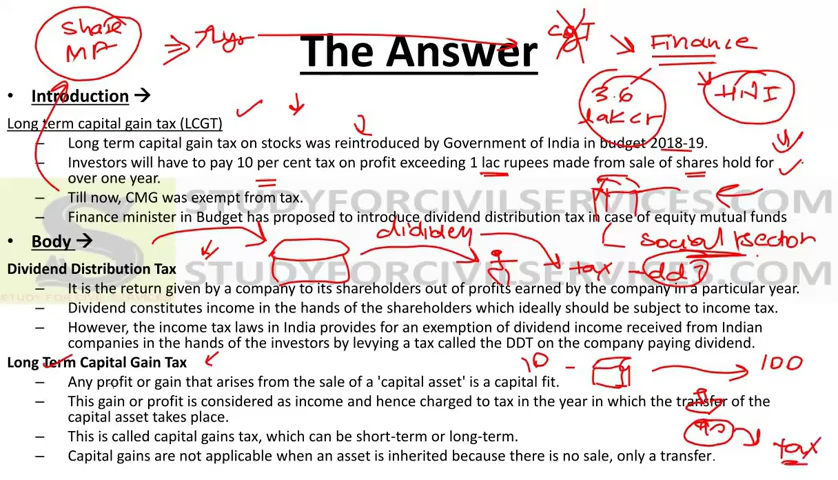 Share
MF
1 yr
CGT
Finance
The Answer
3.6
lakh cr
HNI
• Introduction →
Long term capital gain tax (LCGT)
– Long term capital gain tax on stocks was reintroduced by Government of India in budget 2018-19.
– Investors will have to pay 10 per cent tax on profit exceeding 1 lac rupees made from sale of shares hold for
over one year.
– Till now, CMG was exempt from tax.
– Finance minister in Budget has proposed to introduce dividend distribution tax in case of equity mutual funds
STUDYFORCIVILSERVICES.COM
• Body →
social sector
Dividend Distribution Tax
tax – ddT
– It is the return given by a company to its shareholders out of profits earned by the company in a particular year.
– Dividend constitutes income in the hands of the shareholders which ideally should be subject to income tax.
– However, the income tax laws in India provides for an exemption of dividend income received from Indian
companies in the hands of the investors by levying a tax called the DDT on the company paying dividend.
Long Term Capital Gain Tax
10
100
– Any profit or gain that arises from the sale of a 'capital asset' is a capital fit.
– This gain or profit is considered as income and hence charged to tax in the year in which the transfer of the
capital asset takes place.
90
– This is called capital gains tax, which can be short-term or long-term.
tax
– Capital gains are not applicable when an asset is inherited because there is no sale, only a transfer.